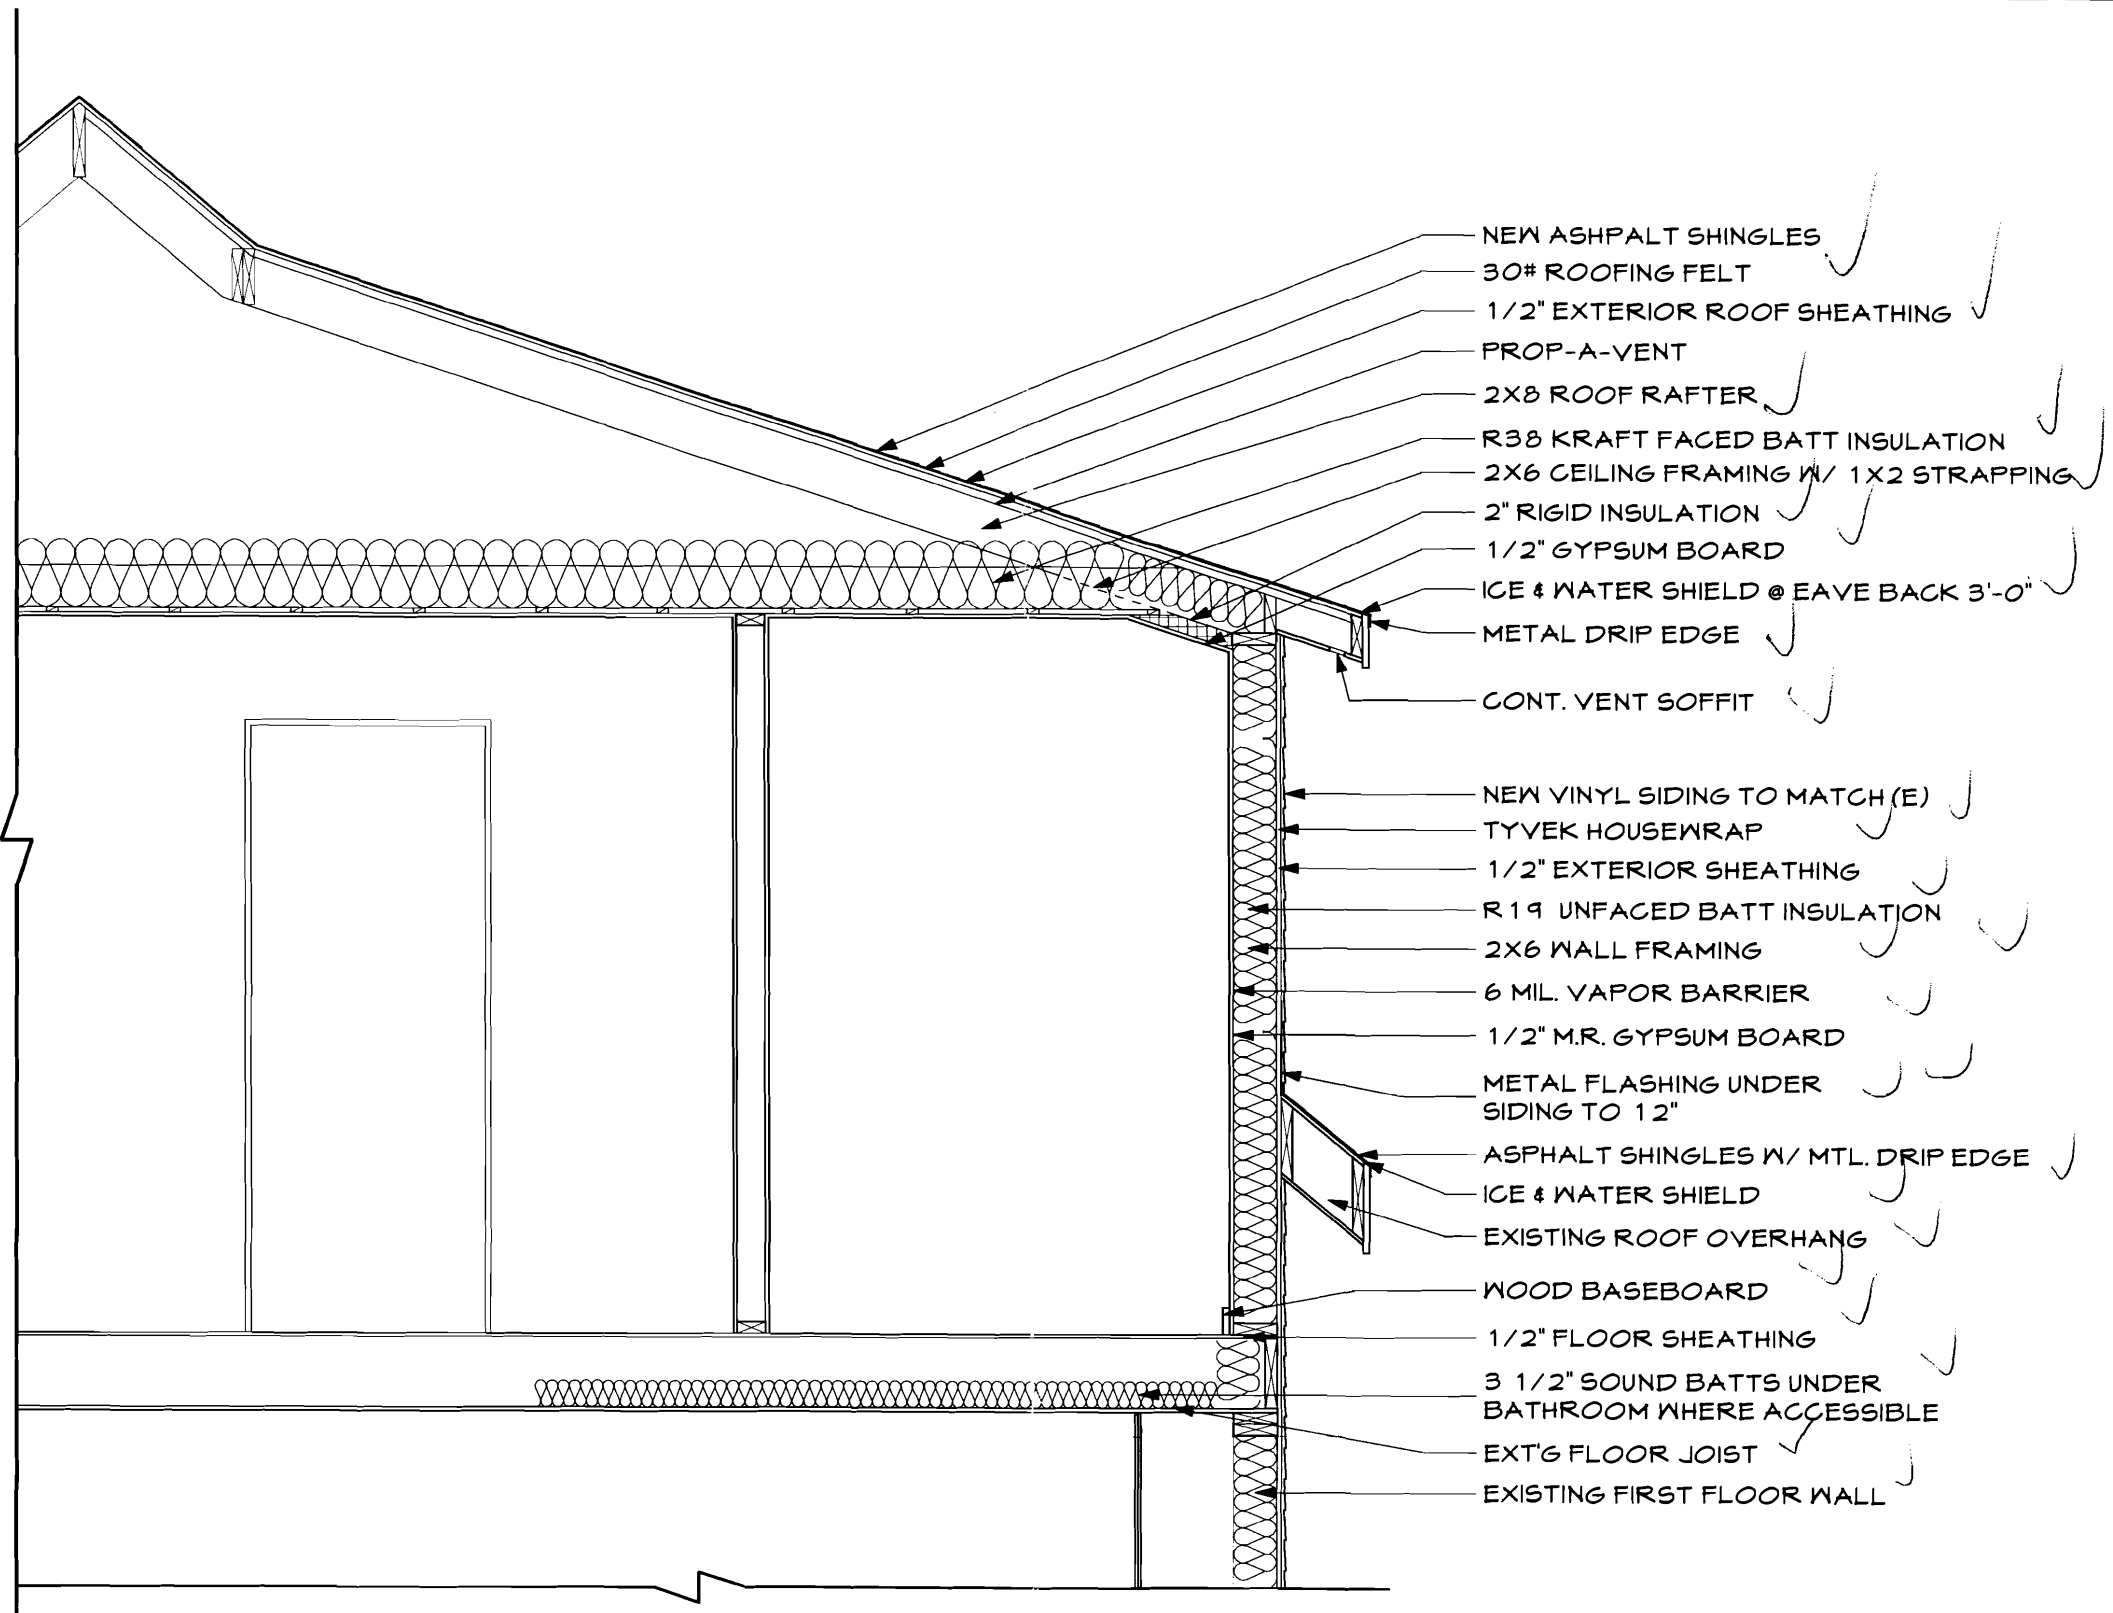 NEW ASHPALT SHINGLES
30# ROOFING FELT
1/2" EXTERIOR ROOF SHEATHING
PROP-A-VENT
2X8 ROOF RAFTER
R38 KRAFT FACED BATT INSULATION
2X6 CEILING FRAMING W/ 1X2 STRAPPING
2" RIGID INSULATION
1/2" GYPSUM BOARD
ICE & WATER SHIELD @ EAVE BACK 3'-0"
METAL DRIP EDGE
CONT. VENT SOFFIT
NEW VINYL SIDING TO MATCH (E)
TYVEK HOUSEWRAP
1/2" EXTERIOR SHEATHING
R19 UNFACED BATT INSULATION
2X6 WALL FRAMING
6 MIL. VAPOR BARRIER
1/2" M.R. GYPSUM BOARD
METAL FLASHING UNDER
SIDING TO 12"
ASPHALT SHINGLES W/ MTL. DRIP EDGE
ICE & WATER SHIELD
EXISTING ROOF OVERHANG
WOOD BASEBOARD
1/2" FLOOR SHEATHING
3 1/2" SOUND BATTS UNDER
BATHROOM WHERE ACCESSIBLE
EXT'G FLOOR JOIST
EXISTING FIRST FLOOR WALL